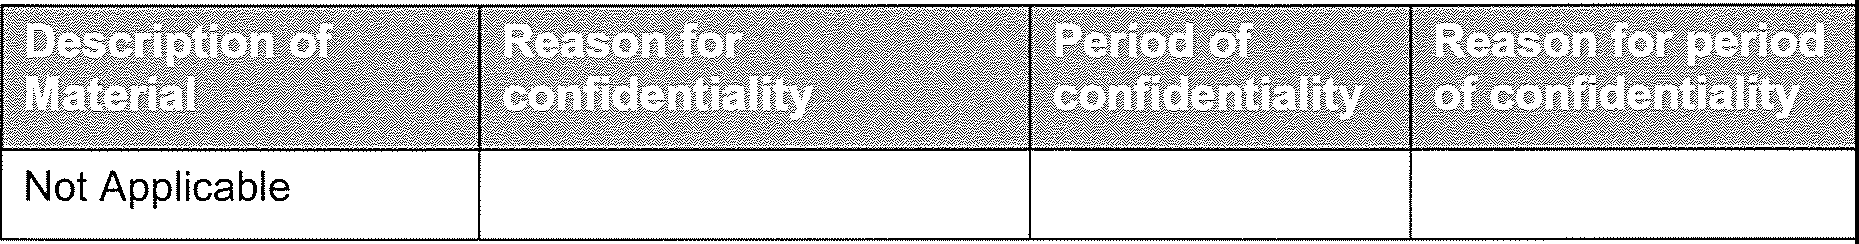 Description of
Material
Reason for
confidentiality
Period of
confidentiality
Reason for period
of confidentiality
Not Applicable